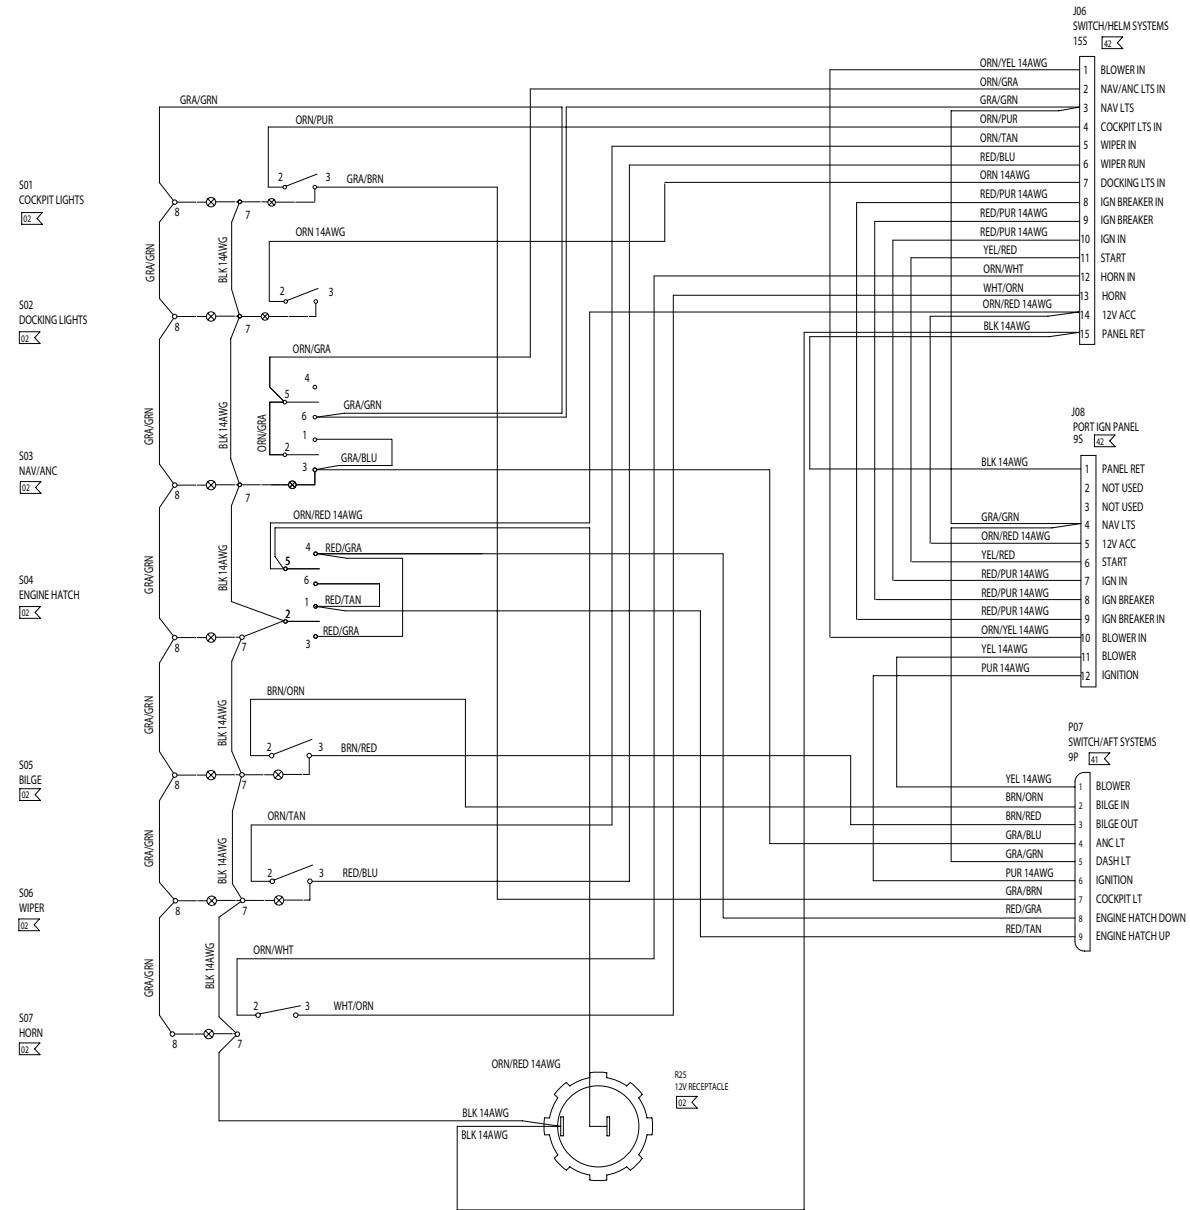 J06
SWITCH/HELM SYSTEMS
15S 42
ORN/YEL 14AWG 1 BLOWER IN
ORN/GRA 2 NAV/ANC LTS IN
GRA/GRN 3 NAV LTS
ORN/PUR 4 COCKPIT LTS IN
ORN/TAN 5 WIPER IN
RED/BLU 6 WIPER RUN
ORN 14AWG 7 DOCKING LTS IN
RED/PUR 14AWG 8 IGN BREAKER IN
RED/PUR 14AWG 9 IGN BREAKER
RED/PUR 14AWG 10 IGN IN
YEL/RED 11 START
ORN/WHT 12 HORN IN
WHT/ORN 13 HORN
ORN/RED 14AWG 14 12V ACC
BLK 14AWG 15 PANEL RET
J08
PORT IGN PANEL
9S 42
BLK 14AWG 1 PANEL RET
2 NOT USED
3 NOT USED
GRA/GRN 4 NAV LTS
ORN/RED 14AWG 5 12V ACC
YEL/RED 6 START
RED/PUR 14AWG 7 IGN IN
RED/PUR 14AWG 8 IGN BREAKER
RED/PUR 14AWG 9 IGN BREAKER IN
ORN/YEL 14AWG 10 BLOWER IN
YEL 14AWG 11 BLOWER
PUR 14AWG 12 IGNITION
P07
SWITCH/AFT SYSTEMS
9P 41
YEL 14AWG 1 BLOWER
BRN/ORN 2 BILGE IN
BRN/RED 3 BILGE OUT
GRA/BLU 4 ANC LT
GRA/GRN 5 DASH LT
PUR 14AWG 6 IGNITION
GRA/BRN 7 COCKPIT LT
RED/GRA 8 ENGINE HATCH DOWN
RED/TAN 9 ENGINE HATCH UP
S01
COCKPIT LIGHTS
02
GRA/GRN
ORN/PUR
2 3 GRA/BRN
8 7
GRA/GRN
BLK 14AWG
S02
DOCKING LIGHTS
02
ORN 14AWG
2 3
8 7
GRA/GRN
BLK 14AWG
S03
NAV/ANC
02
ORN/GRA
4
5
6 GRA/GRN
ORN/GRA
1
2
3 GRA/BLU
8 7
GRA/GRN
BLK 14AWG
S04
ENGINE HATCH
02
ORN/RED 14AWG
4 RED/GRA
5
6
1 RED/TAN
2
3 RED/GRA
8 7
GRA/GRN
BLK 14AWG
S05
BILGE
02
BRN/ORN
2 3 BRN/RED
8 7
GRA/GRN
BLK 14AWG
S06
WIPER
02
ORN/TAN
2 3 RED/BLU
8 7
GRA/GRN
BLK 14AWG
S07
HORN
02
ORN/WHT
2 3 WHT/ORN
8 7
ORN/RED 14AWG
R25
12V RECEPTACLE
02
BLK 14AWG
BLK 14AWG